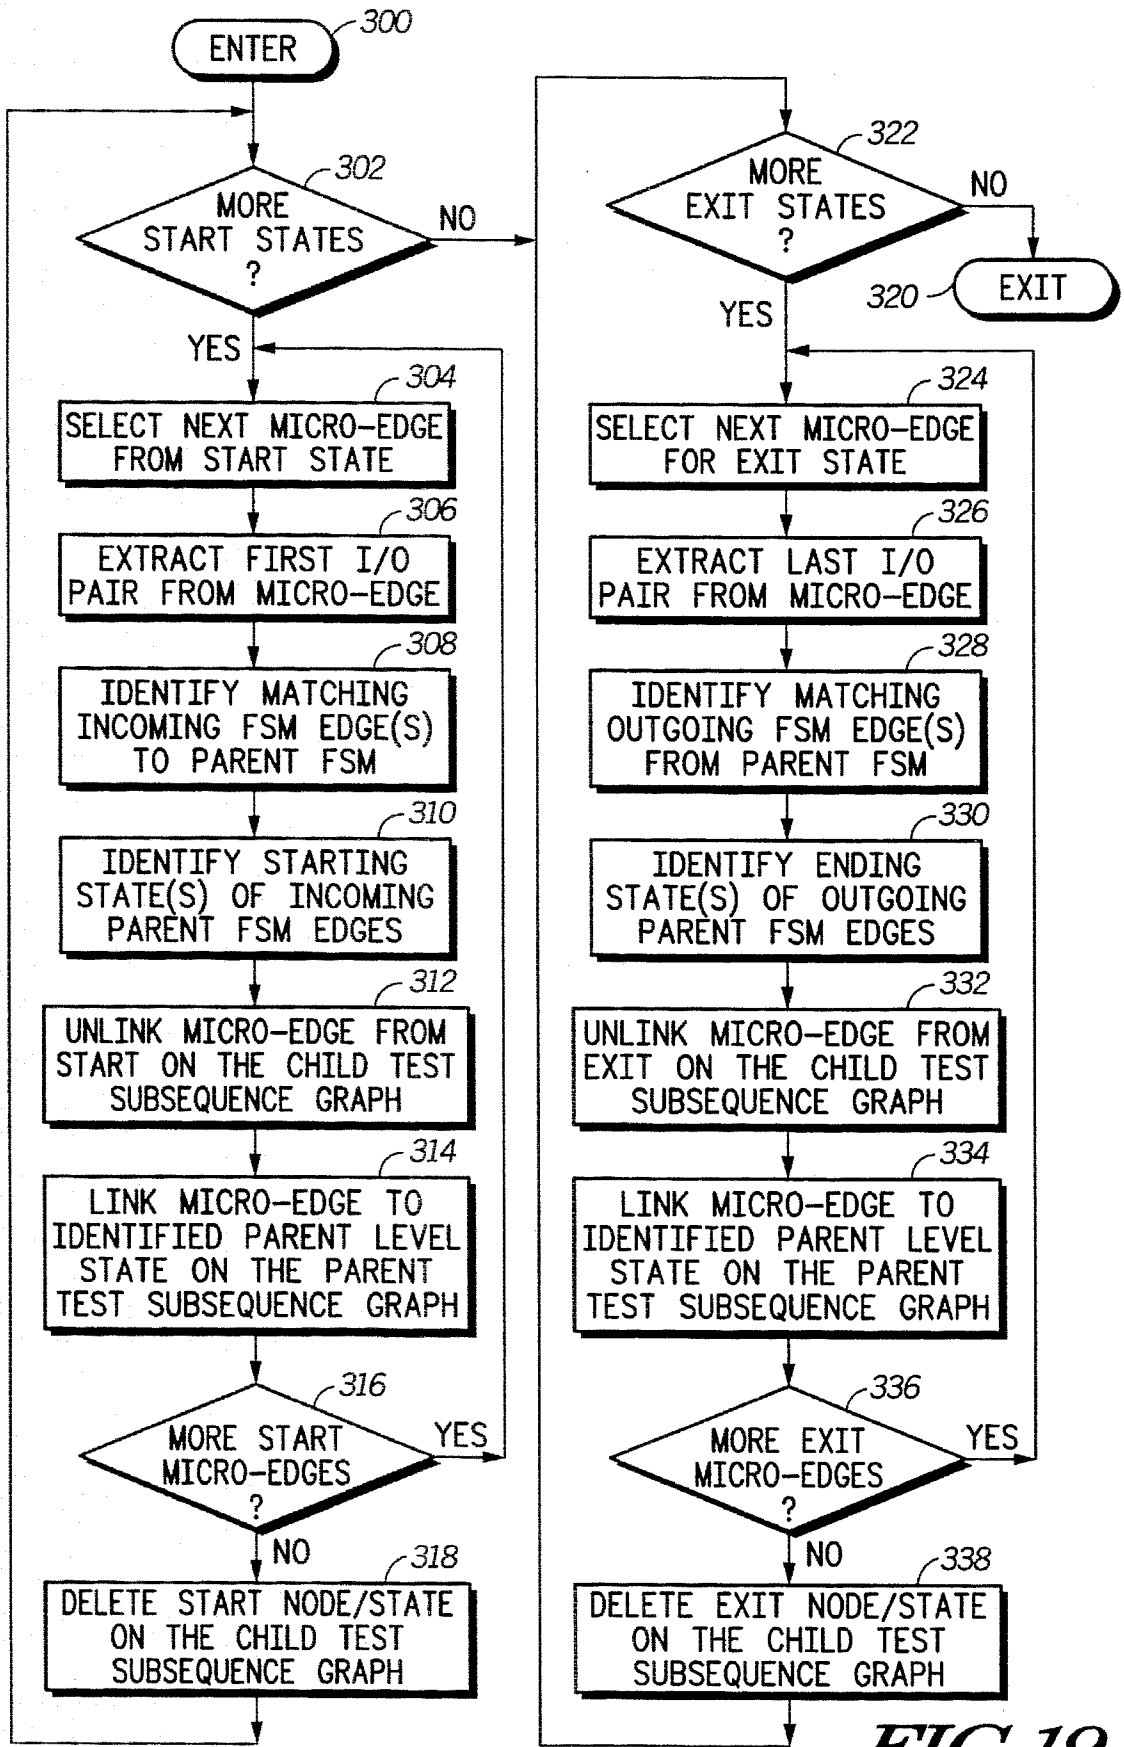 300
ENTER
302
MORE
START STATES
?
NO
YES
304
SELECT NEXT MICRO-EDGE
FROM START STATE
306
EXTRACT FIRST I/O
PAIR FROM MICRO-EDGE
308
IDENTIFY MATCHING
INCOMING FSM EDGE(S)
TO PARENT FSM
310
IDENTIFY STARTING
STATE(S) OF INCOMING
PARENT FSM EDGES
312
UNLINK MICRO-EDGE FROM
START ON THE CHILD TEST
SUBSEQUENCE GRAPH
314
LINK MICRO-EDGE TO
IDENTIFIED PARENT LEVEL
STATE ON THE PARENT
TEST SUBSEQUENCE GRAPH
316
MORE START
MICRO-EDGES
?
YES
NO
318
DELETE START NODE/STATE
ON THE CHILD TEST
SUBSEQUENCE GRAPH
322
MORE
EXIT STATES
?
NO
320
EXIT
YES
324
SELECT NEXT MICRO-EDGE
FOR EXIT STATE
326
EXTRACT LAST I/O
PAIR FROM MICRO-EDGE
328
IDENTIFY MATCHING
OUTGOING FSM EDGE(S)
FROM PARENT FSM
330
IDENTIFY ENDING
STATE(S) OF OUTGOING
PARENT FSM EDGES
332
UNLINK MICRO-EDGE FROM
EXIT ON THE CHILD TEST
SUBSEQUENCE GRAPH
334
LINK MICRO-EDGE TO
IDENTIFIED PARENT LEVEL
STATE ON THE PARENT
TEST SUBSEQUENCE GRAPH
336
MORE EXIT
MICRO-EDGES
?
YES
NO
338
DELETE EXIT NODE/STATE
ON THE CHILD TEST
SUBSEQUENCE GRAPH